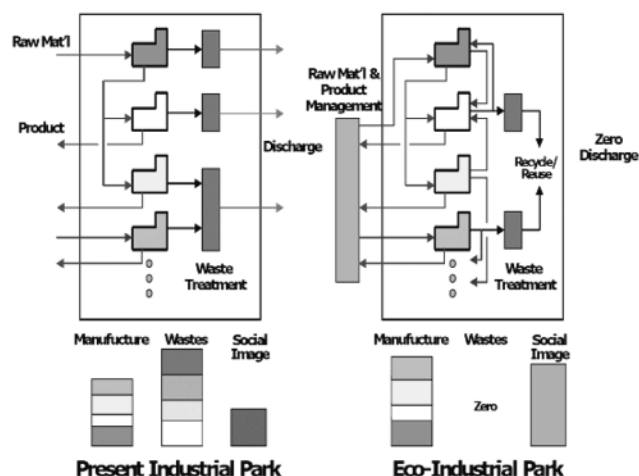 Raw Mat'l
Product
Discharge
Waste
Treatment
Manufucture
Wastes
Social
Image
Present Industrial Park
Raw Mat'l &
Product
Management
Zero
Discharge
Recycle/
Reuse
Waste
Treatment
Manufucture
Wastes
Social
Image
Zero
Eco-Industrial Park